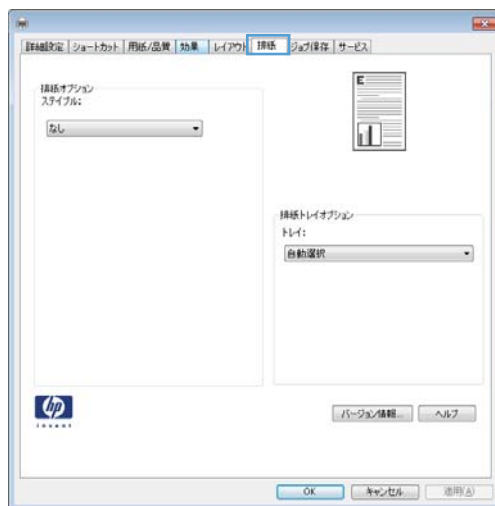 詳細設定 ショートカット 用紙/品質 効果 レイアウト 排紙 ジョブ保存 サービス
排紙オプション
ステイプル:
なし
E
排紙トレイオプション
トレイ:
自動選択
hp
invent
バージョン情報... ヘルプ
OK キャンセル 適用(A)